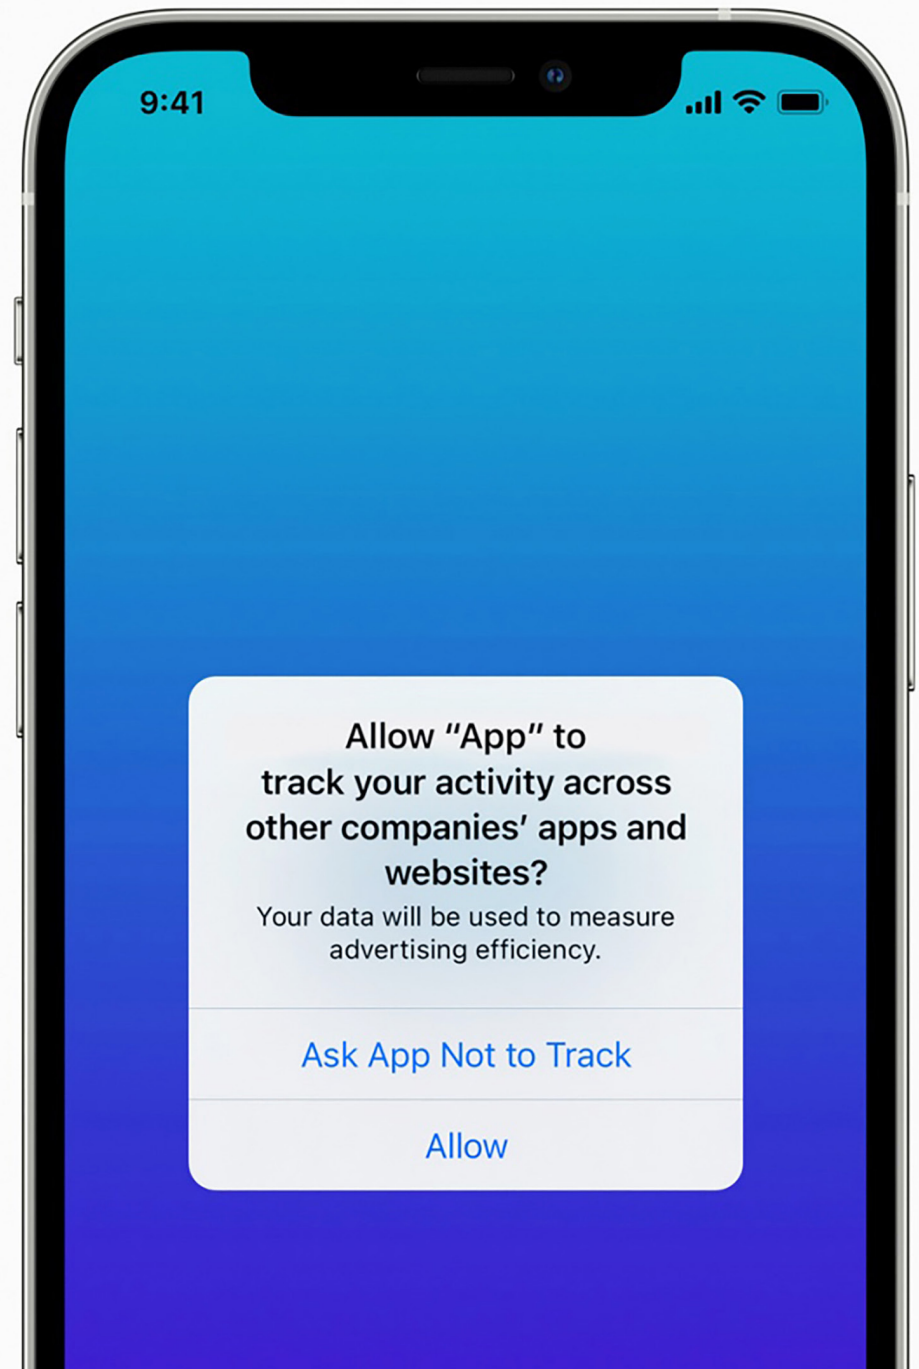 9:41
Allow “App” to
track your activity across
other companies’ apps and
websites?
Your data will be used to measure
advertising efficiency.
Ask App Not to Track
Allow